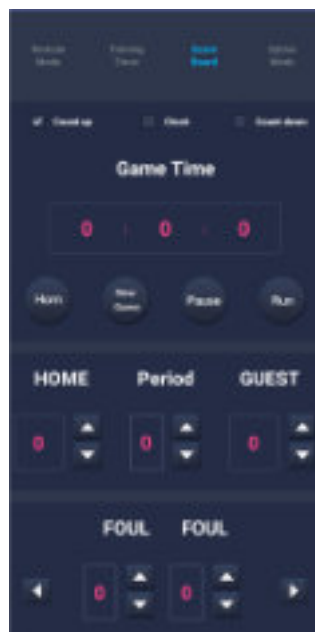 Score
Board
Count up
Clock
Count down
Game Time
0 : 0 : 0
Horn
New
Game
Pause
Run
HOME Period GUEST
0 0 0
FOUL FOUL
0 0